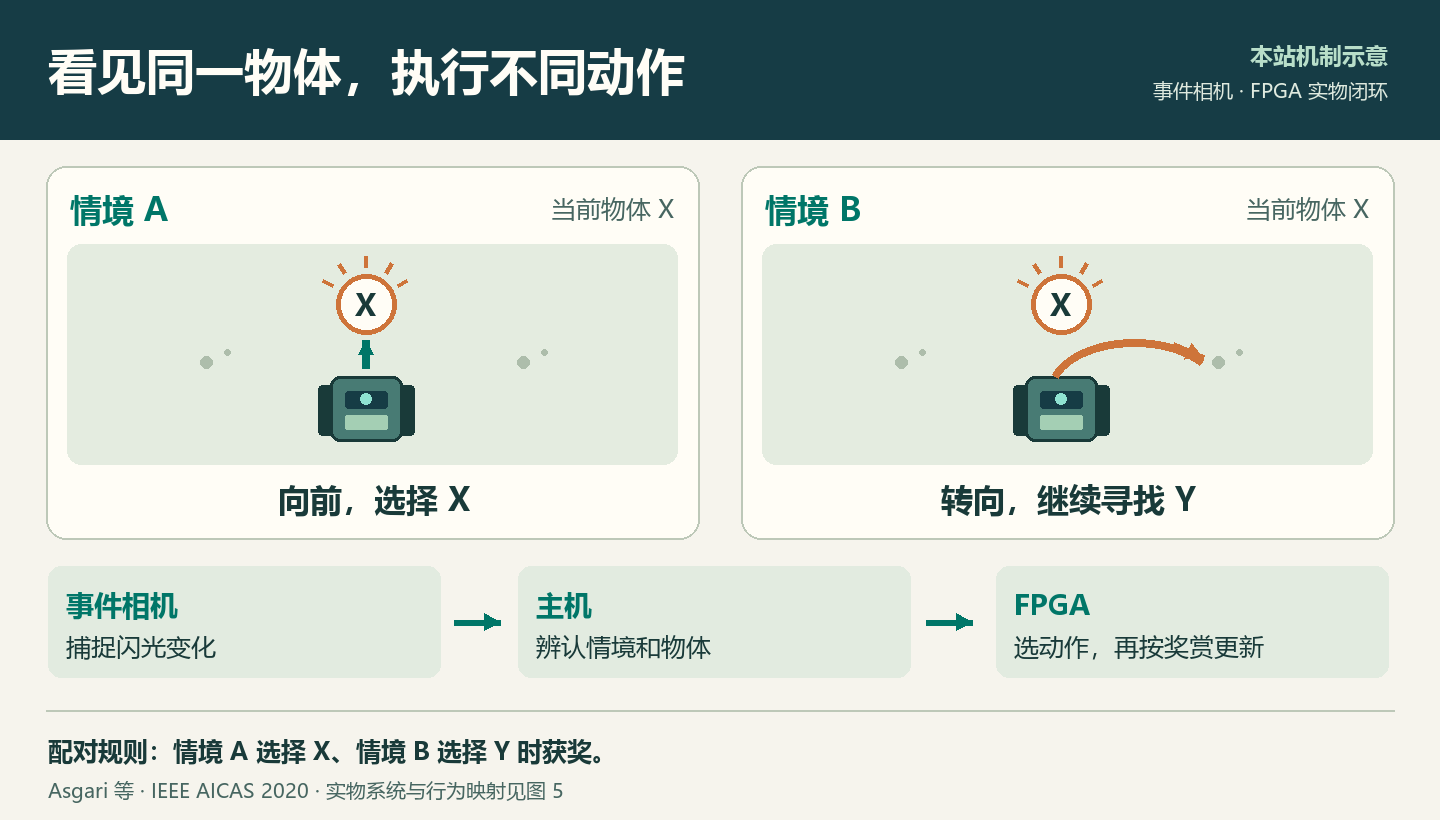 看见同一物体，执行不同动作
本站机制示意
事件相机 · FPGA 实物闭环
情境 A
当前物体 X
X
向前，选择 X
情境 B
当前物体 X
X
转向，继续寻找 Y
事件相机
捕捉闪光变化
主机
辨认情境和物体
FPGA
选动作，再按奖赏更新
配对规则：情境 A 选择 X、情境 B 选择 Y 时获奖。
Asgari 等 · IEEE AICAS 2020 · 实物系统与行为映射见图 5